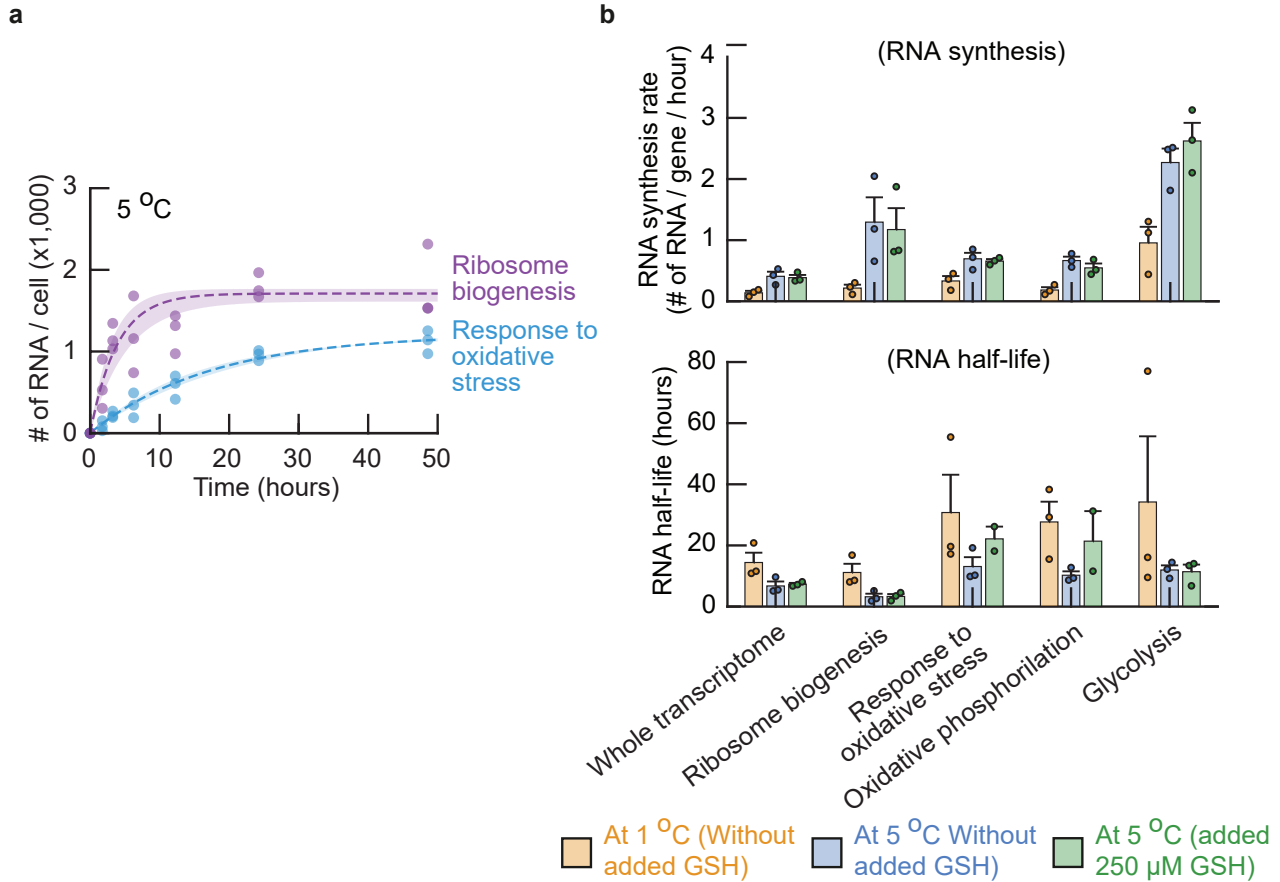 a
5 °C
# of RNA / cell (x1,000)
3
2
1
0
0 10 20 30 40 50
Time (hours)
Ribosome
biogenesis
Response to
oxidative
stress
b
(RNA synthesis)
RNA synthesis rate
(# of RNA / gene / hour)
4
3
2
1
0
(RNA half-life)
RNA half-life (hours)
80
60
40
20
0
Whole transcriptome
Ribosome biogenesis
Response to
oxidative stress
Oxidative phosphorilation
Glycolysis
At 1 °C (Without
added GSH)
At 5 °C Without
added GSH)
At 5 °C (added
250 µM GSH)